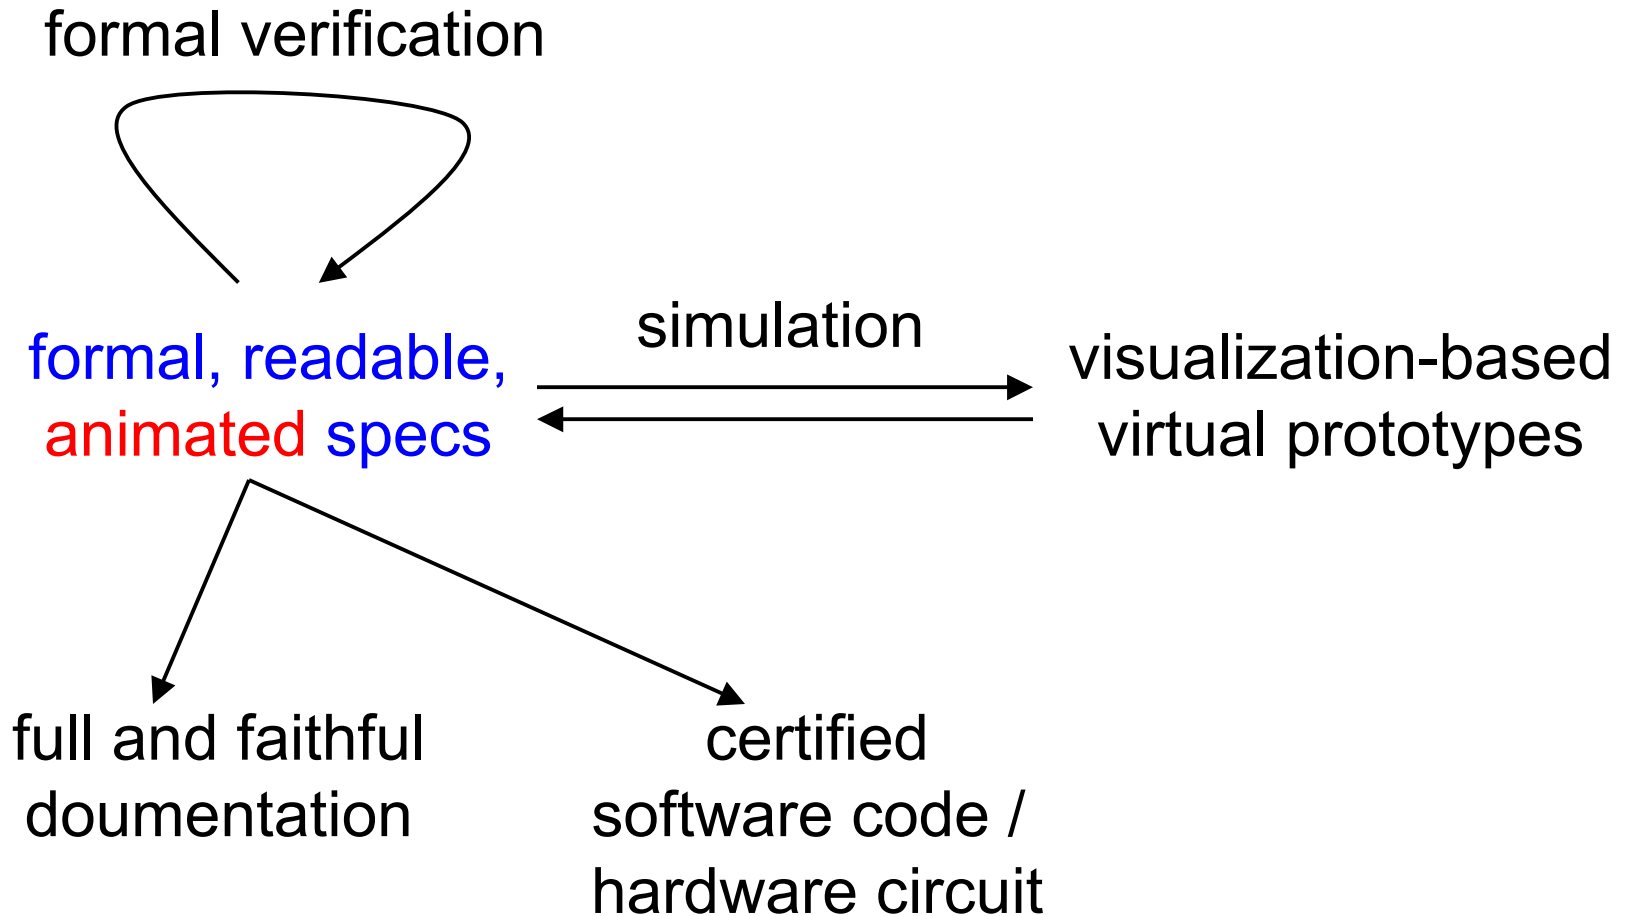 formal verification
simulation
formal, readable,
animated specs
visualization-based
virtual prototypes
full and faithful
doumentation
certified
software code /
hardware circuit